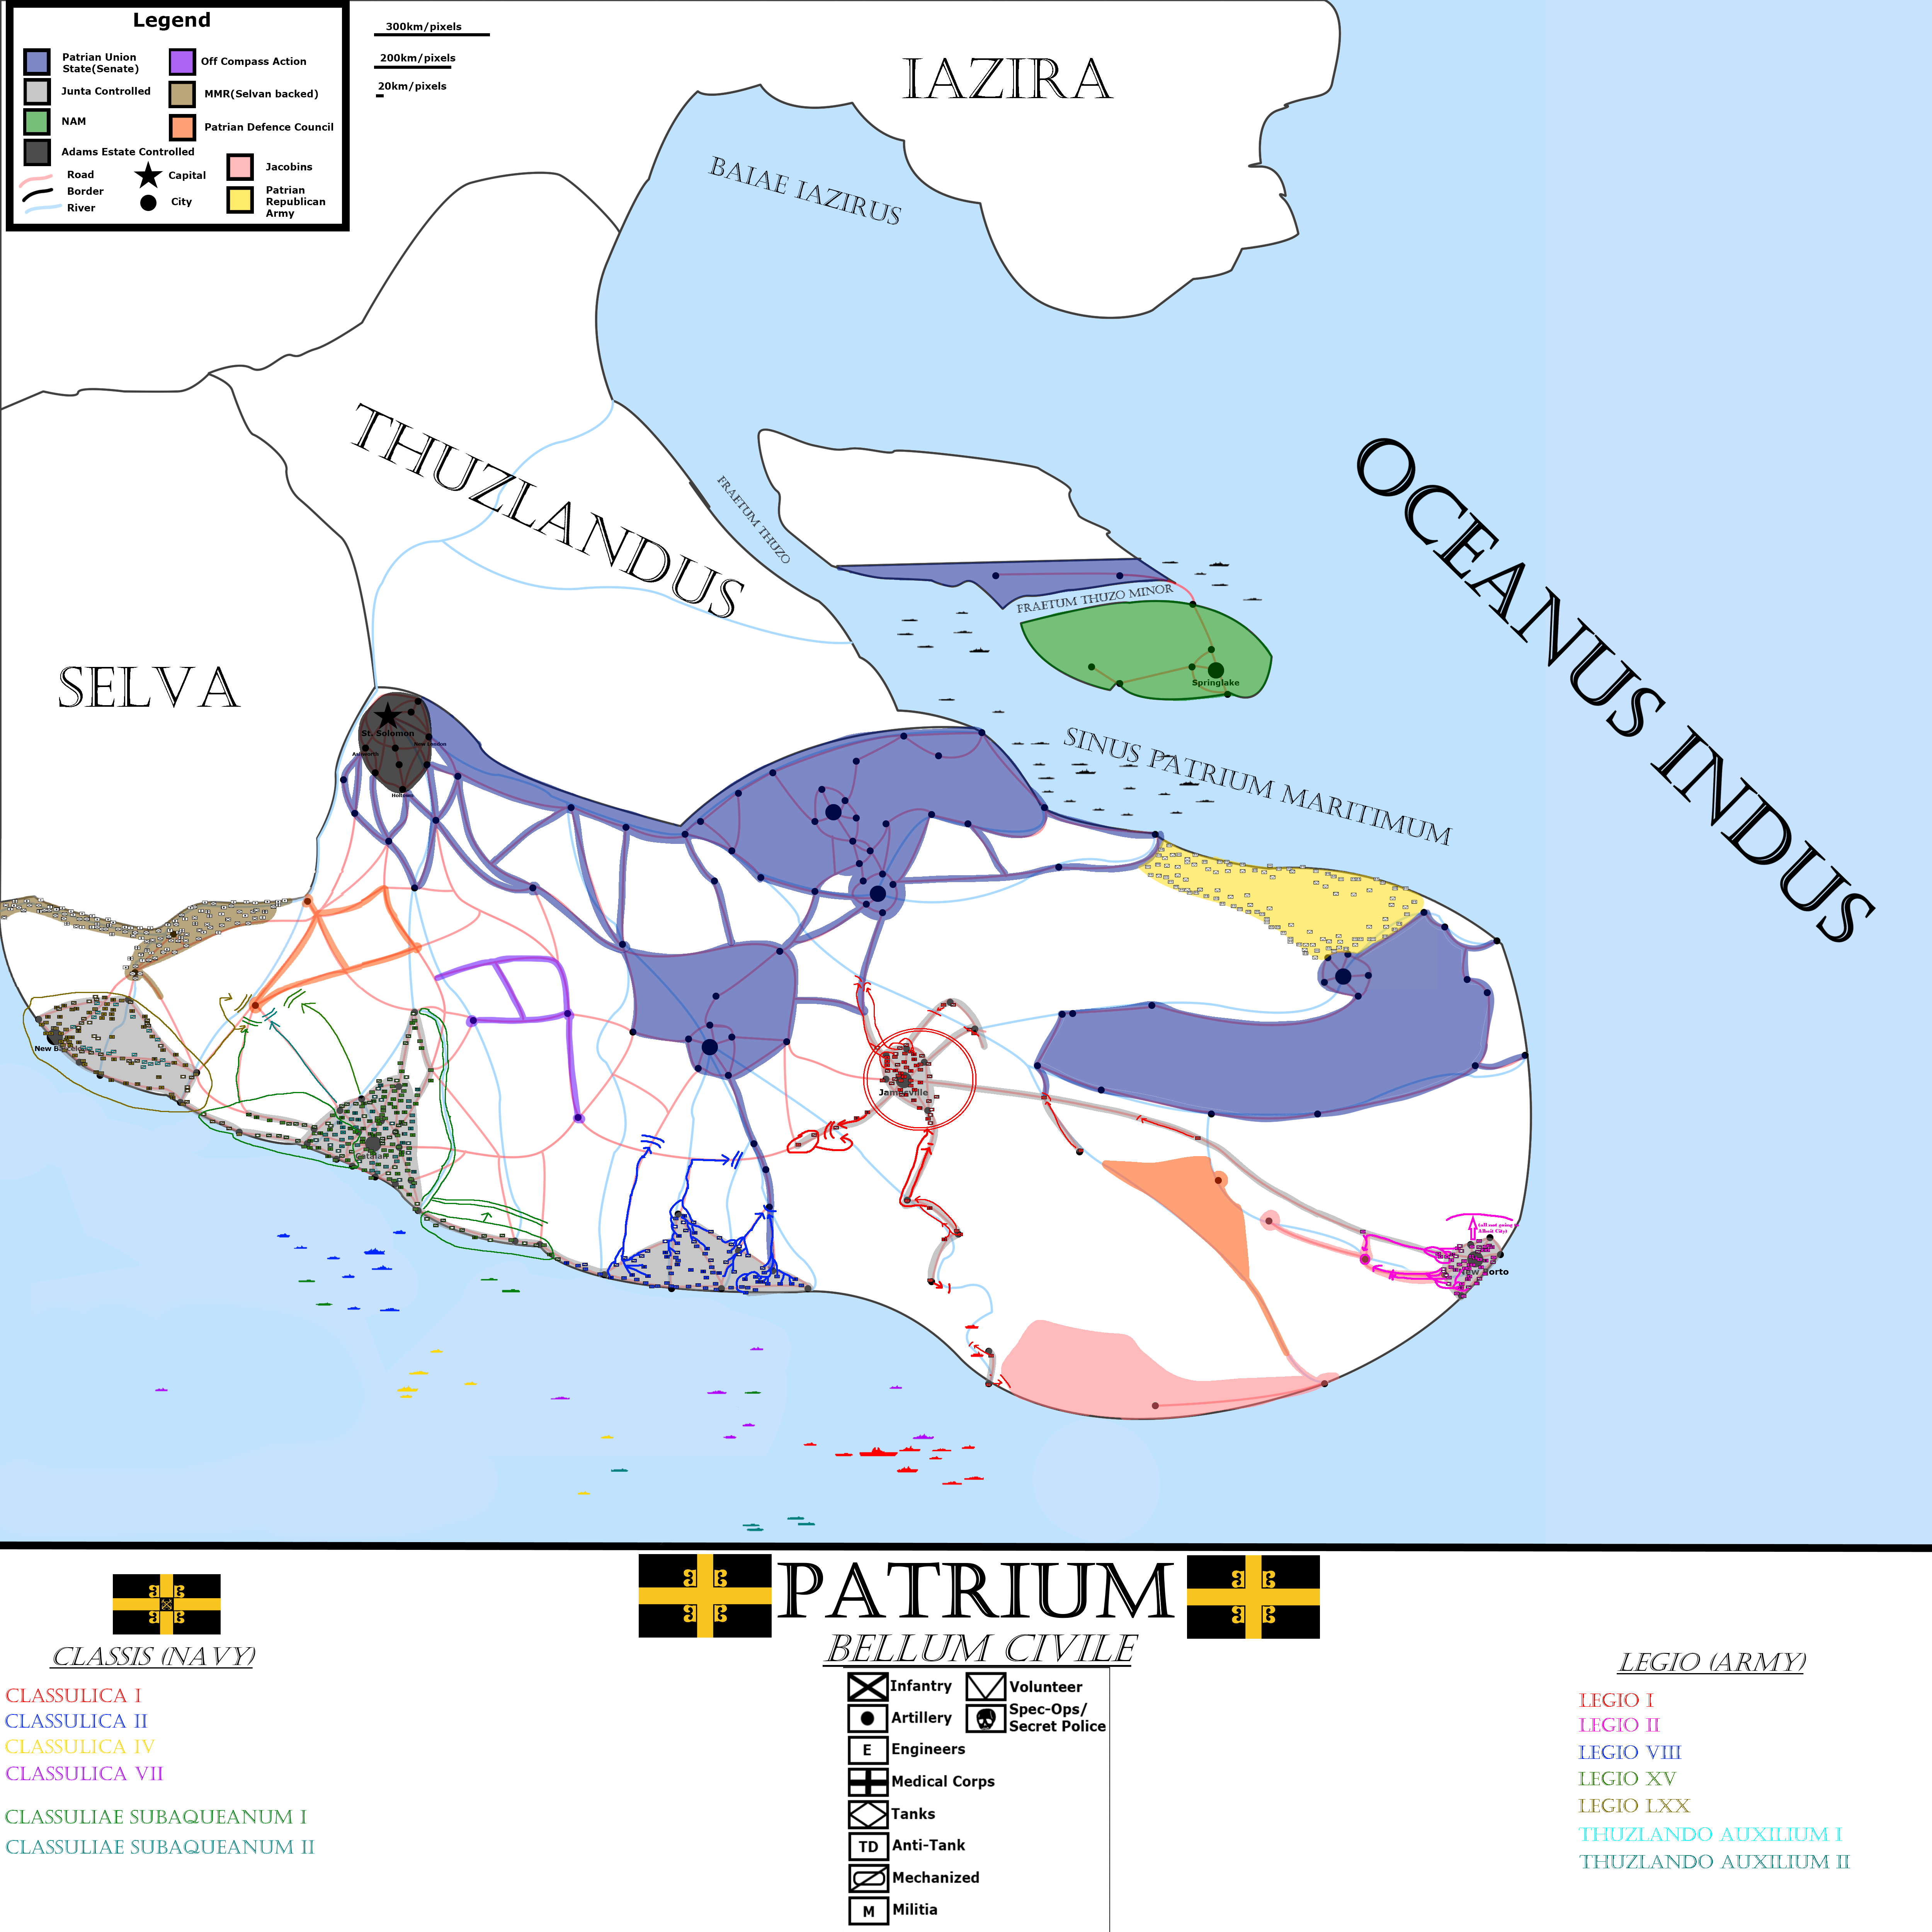 Legend
Patrian Union
State(Senate)
Junta Controlled
NAM
Adams Estate Controlled
Road
Border
River
Capital
City
Off Compass Action
MMR(Selvan backed)
Patrian Defence Council
Jacobins
Patrian
Republican
Army
300km/pixels
200km/pixels
20km/pixels
IAZIRA
BAIAE IAZIRUS
THUZLANDUS
FRAETUM THUZO
OCEANUS INDUS
FRAETUM THUZO MINOR
Springlake
SELVA
St. Solomon
New London
SINUS PATRIUM MARITIMUM
Jamesville
New Porto
PATRIUM
BELLUM CIVILE
CLASSIS (NAVY)
CLASSULICA I
CLASSULICA II
CLASSULICA IV
CLASSULICA VII
CLASSULIAE SUBAQUEANUM I
CLASSULIAE SUBAQUEANUM II
Infantry
Artillery
E
Engineers
Medical Corps
Tanks
TD
Anti-Tank
Mechanized
M
Militia
Volunteer
Spec-Ops/
Secret Police
LEGIO (ARMY)
LEGIO I
LEGIO II
LEGIO VIII
LEGIO XV
LEGIO LXX
THUZLANDO AUXILIUM I
THUZLANDO AUXILIUM II